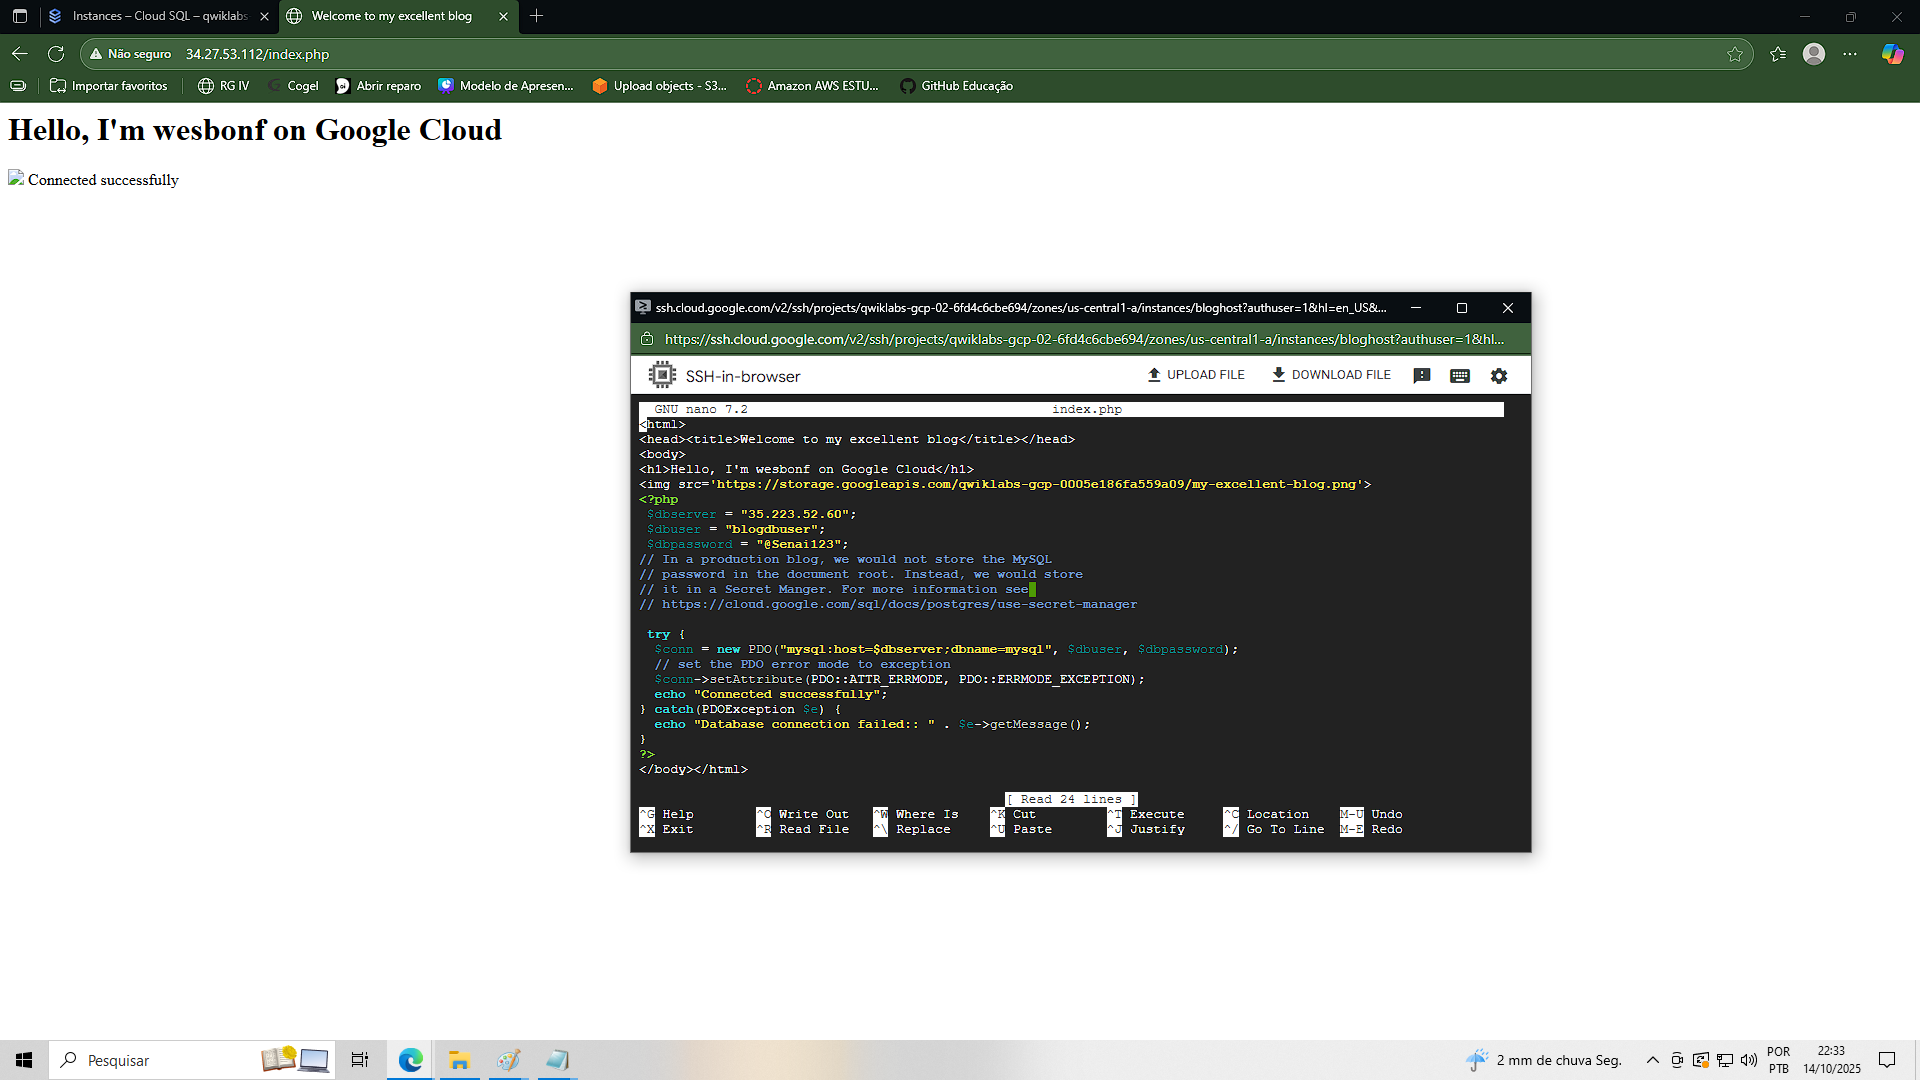 Instances – Cloud SQL – qwiklabs
Welcome to my excellent blog
Não seguro
34.27.53.112/index.php
Importar favoritos
RG IV
Cogel
Abrir reparo
Modelo de Apresen...
Upload objects - S3...
Amazon AWS ESTU...
GitHub Educação
Hello, I'm wesbonf on Google Cloud
Connected successfully
ssh.cloud.google.com/v2/ssh/projects/qwiklabs-gcp-02-6fd4c6cbe694/zones/us-central1-a/instances/bloghost?authuser=1&hl=en_US&...
https://ssh.cloud.google.com/v2/ssh/projects/qwiklabs-gcp-02-6fd4c6cbe694/zones/us-central1-a/instances/bloghost?authuser=1&hl...
SSH-in-browser
UPLOAD FILE
DOWNLOAD FILE
GNU nano 7.2 index.php
<html>
<head><title>Welcome to my excellent blog</title></head>
<body>
<h1>Hello, I'm wesbonf on Google Cloud</h1>
<img src='https://storage.googleapis.com/qwiklabs-gcp-0005e186fa559a09/my-excellent-blog.png'>
<?php
$dbserver = "35.223.52.60";
$dbuser = "blogdbuser";
$dbpassword = "@Senai123";
// In a production blog, we would not store the MySQL
// password in the document root. Instead, we would store
// it in a Secret Manger. For more information see
// https://cloud.google.com/sql/docs/postgres/use-secret-manager
try {
$conn = new PDO("mysql:host=$dbserver;dbname=mysql", $dbuser, $dbpassword);
// set the PDO error mode to exception
$conn->setAttribute(PDO::ATTR_ERRMODE, PDO::ERRMODE_EXCEPTION);
echo "Connected successfully";
} catch(PDOException $e) {
echo "Database connection failed:: " . $e->getMessage();
}
?>
</body></html>
[ Read 24 lines ]
^G Help ^O Write Out ^W Where Is ^K Cut ^T Execute ^C Location M-U Undo
^X Exit ^R Read File ^\ Replace ^U Paste ^J Justify ^/ Go To Line M-E Redo
Pesquisar
2 mm de chuva Seg.
POR
PTB
22:33
14/10/2025